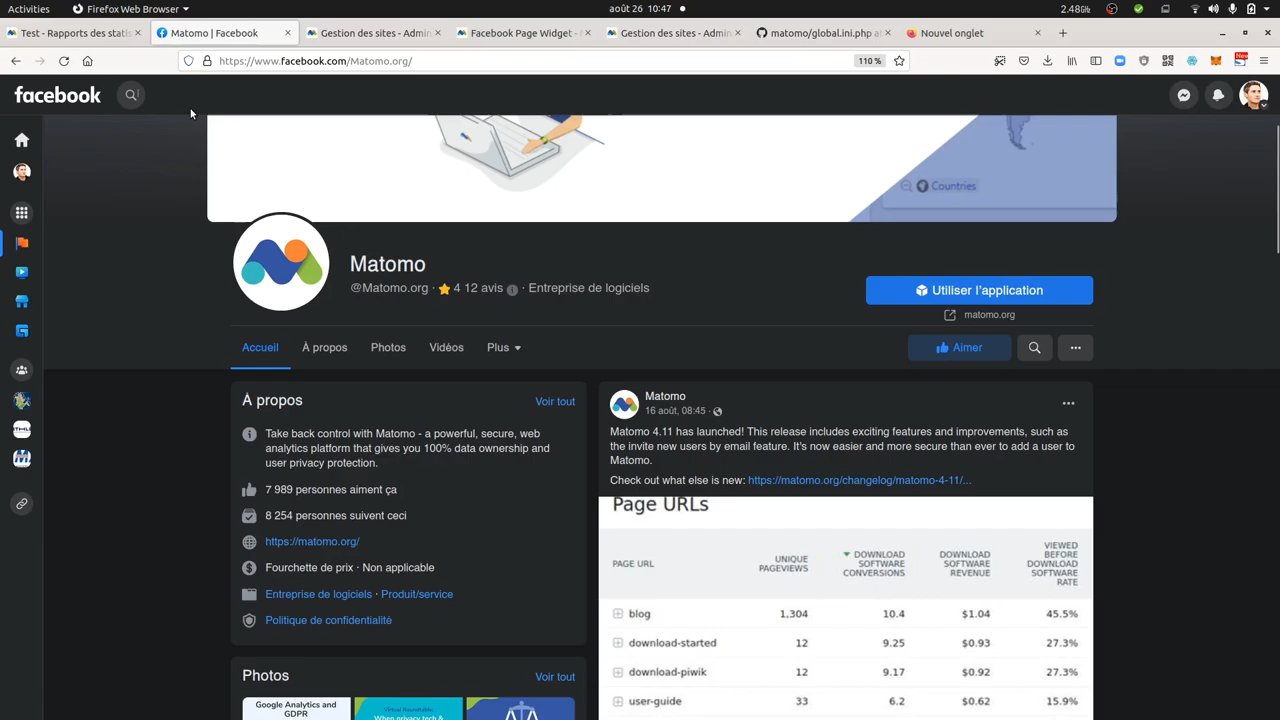 Activities
Firefox Web Browser
août 26 10:47
2.48GB
Test - Rapports des statis
Matomo | Facebook
Gestion des sites - Admin
Facebook Page Widget -
Gestion des sites - Admin
matomo/global.ini.php a
Nouvel onglet
https://www.facebook.com/Matomo.org/
110 %
New
facebook
Countries
Matomo
@Matomo.org · 4 12 avis · Entreprise de logiciels
Utiliser l'application
matomo.org
Accueil
À propos
Photos
Vidéos
Plus
Aimer
À propos
Voir tout
Take back control with Matomo - a powerful, secure, web
analytics platform that gives you 100% data ownership and
user privacy protection.
7 989 personnes aiment ça
8 254 personnes suivent ceci
https://matomo.org/
Fourchette de prix · Non applicable
Entreprise de logiciels · Produit/service
Politique de confidentialité
Photos
Voir tout
Google Analytics and
GDPR
Virtual Roundtable:
When privacy tech &
Matomo
16 août, 08:45 ·
Matomo 4.11 has launched! This release includes exciting features and improvements, such as
the invite new users by email feature. It's now easier and more secure than ever to add a user to
Matomo.
Check out what else is new: https://matomo.org/changelog/matomo-4-11/...
Page URLs
PAGE URL
UNIQUE
PAGEVIEWS
DOWNLOAD
SOFTWARE
CONVERSIONS
DOWNLOAD
SOFTWARE
REVENUE
VIEWED
BEFORE
DOWNLOAD
SOFTWARE
RATE
blog 1,304 10.4 $1.04 45.5%
download-started 12 9.25 $0.93 27.3%
download-piwik 12 9.17 $0.92 27.3%
user-guide 33 6.2 $0.62 15.9%